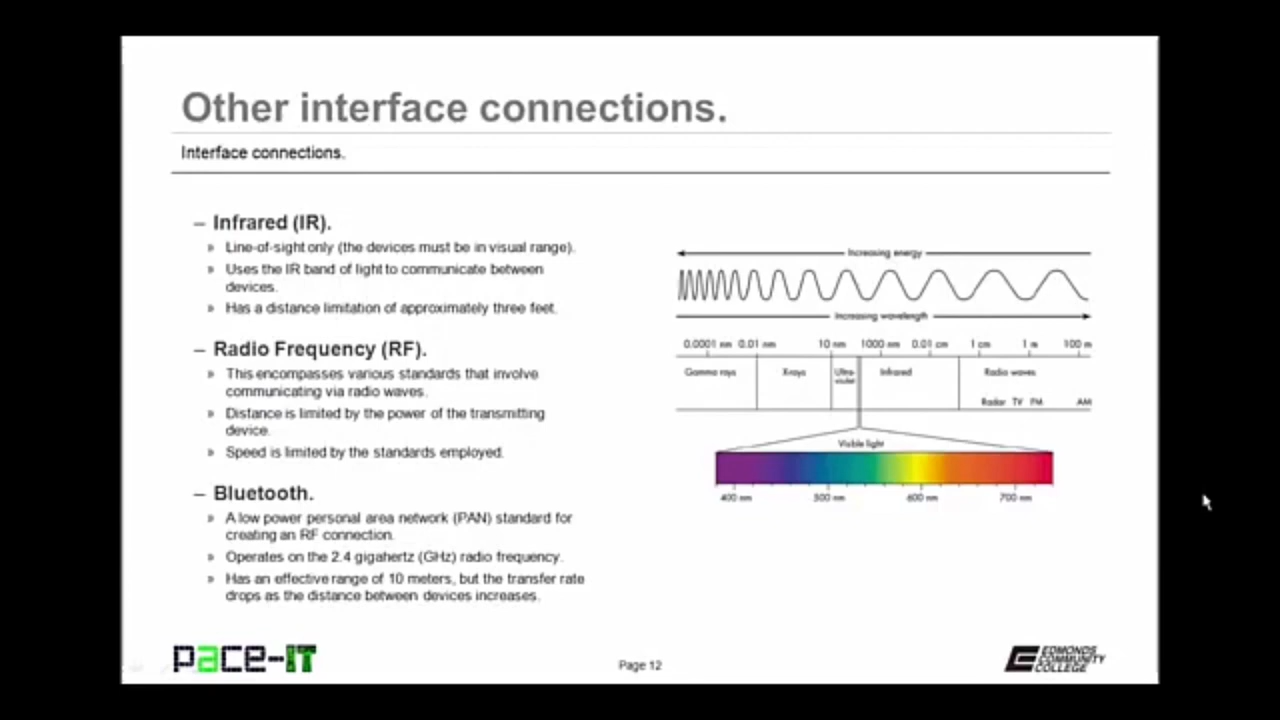 Other interface connections.
Interface connections.
– Infrared (IR).
» Line-of-sight only (the devices must be in visual range).
» Uses the IR band of light to communicate between
devices.
» Has a distance limitation of approximately three feet.
– Radio Frequency (RF).
» This encompasses various standards that involve
communicating via radio waves.
» Distance is limited by the power of the transmitting
device.
» Speed is limited by the standards employed.
– Bluetooth.
» A low power personal area network (PAN) standard for
creating an RF connection.
» Operates on the 2.4 gigahertz (GHz) radio frequency.
» Has an effective range of 10 meters, but the transfer rate
drops as the distance between devices increases.
Increasing energy
Increasing wavelength
0.0001 nm 0.01 nm 10 nm 1000 nm 0.01 cm 1 cm 1 m 100 m
Gamma rays X-rays Ultra-
violet Infrared Radio waves
Radar TV FM AM
Visible light
400 nm 500 nm 600 nm 700 nm
pace-IT
Page 12
EDMONDS
COMMUNITY
COLLEGE